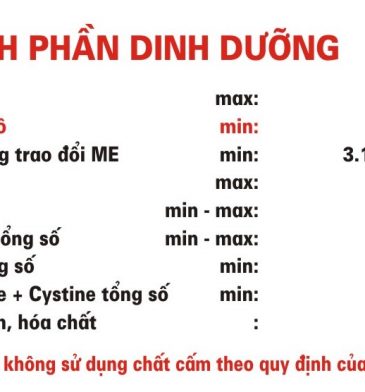 H PHẦN DINH DƯỠNG
max:
ô min:
g trao đổi ME min: 3.1
max:
min - max:
ổng số min - max:
g số min:
e + Cystine tổng số min:
n, hóa chất :
không sử dụng chất cấm theo quy định của